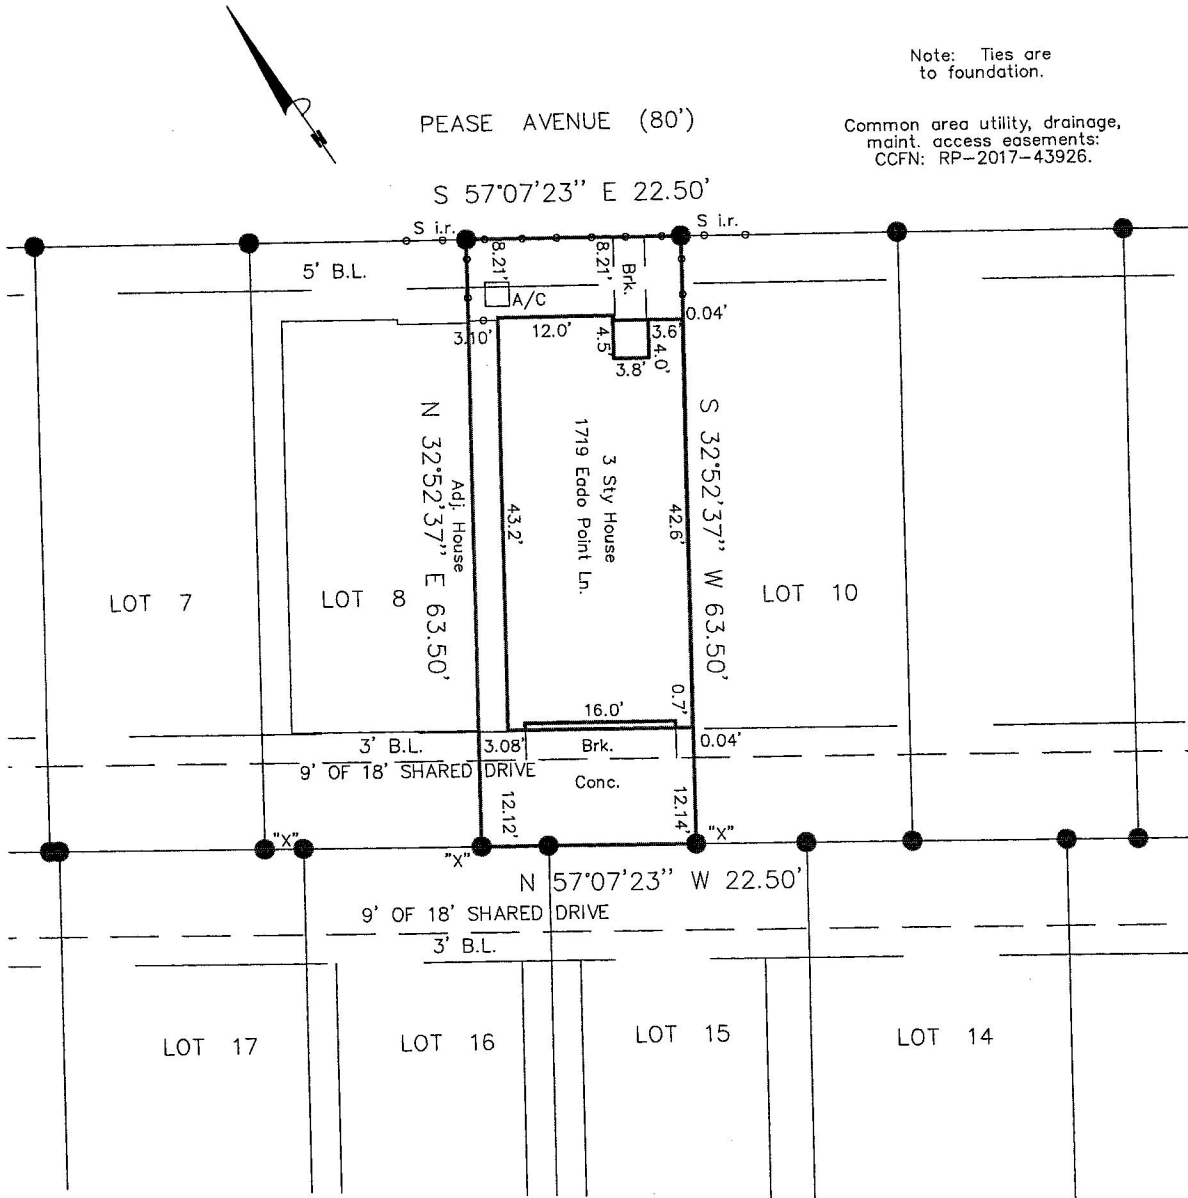 Note: Ties are
to foundation.
PEASE AVENUE (80')
Common area utility, drainage,
maint. access easements:
CCFN: RP-2017-43926.
N
S 57°07'23" E 22.50'
S i.r.
S i.r.
5' B.L.
8.21'
8.21'
Brk.
A/C
0.04'
3.10'
12.0'
4.5'
3.6'
4.0'
3.8'
N 32°52'37" E 63.50'
Adj. House
43.2'
3 Sty House
1719 Eado Point Ln.
42.6'
S 32°52'37" W 63.50'
LOT 7
LOT 8
LOT 10
16.0'
0.7'
3' B.L.
3.08'
Brk.
0.04'
9' OF 18' SHARED DRIVE
Conc.
12.12'
12.14'
"X"
"X"
"X"
N 57°07'23" W 22.50'
9' OF 18' SHARED DRIVE
3' B.L.
LOT 17
LOT 16
LOT 15
LOT 14